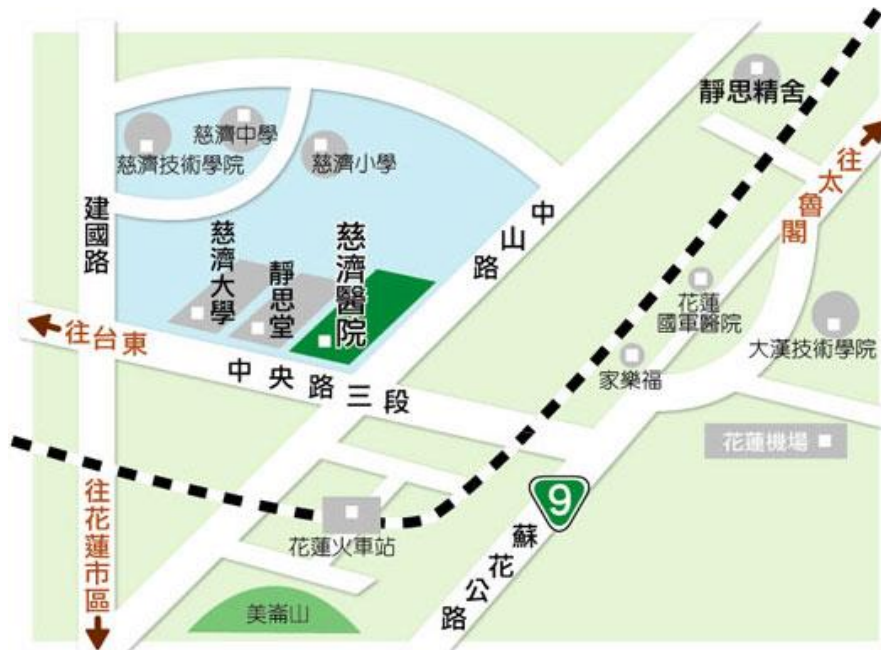 靜思精舍
慈濟中學
慈濟技術學院
慈濟小學
往太魯閣
建國路
慈濟大學
靜思堂
慈濟醫院
中山路
花蓮
國軍醫院
大漢技術學院
往台東
中央路三段
家樂福
花蓮機場
往花蓮市區
9
蘇花公路
花蓮火車站
美崙山